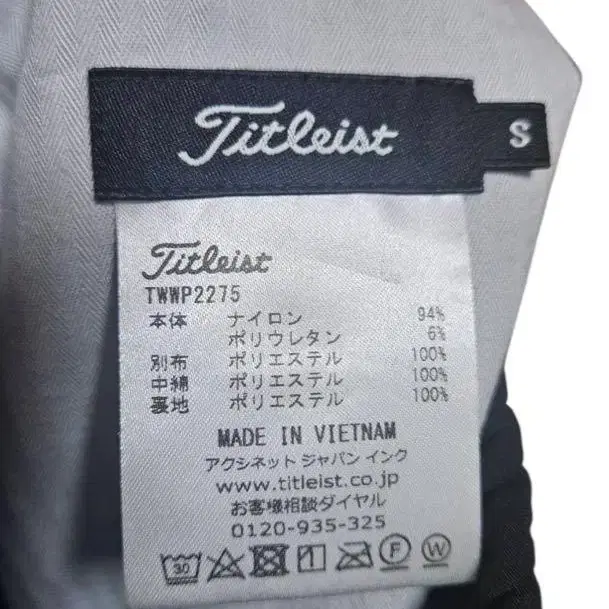 Titleist
S
Titleist
TWWP2275
本体 ナイロン 94%
ポリウレタン 6%
別布 ポリエステル 100%
中綿 ポリエステル 100%
裏地 ポリエステル 100%
MADE IN VIETNAM
アクシネット ジャパン インク
www.titleist.co.jp
お客様相談ダイヤル
0120-935-325
30 F W